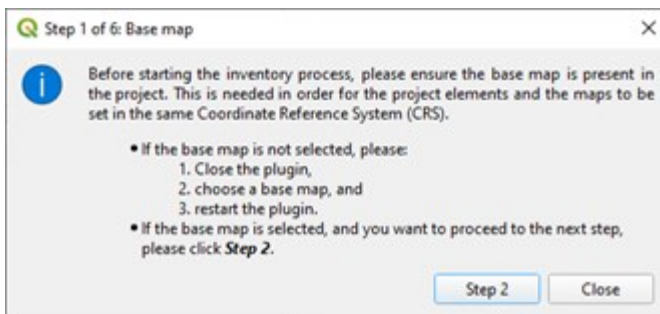 Step 1 of 6: Base map
Before starting the inventory process, please ensure the base map is present in
the project. This is needed in order for the project elements and the maps to be
set in the same Coordinate Reference System (CRS).
• If the base map is not selected, please:
1. Close the plugin,
2. choose a base map, and
3. restart the plugin.
• If the base map is selected, and you want to proceed to the next step,
please click Step 2.
Step 2 Close